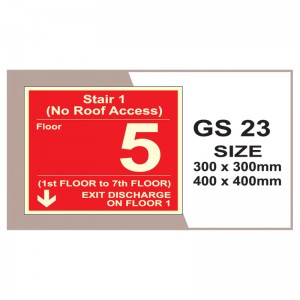 Stair 1
(No Roof Access)
Floor
5
(1st FLOOR to 7th FLOOR)
EXIT DISCHARGE
ON FLOOR 1
GS 23
SIZE
300 x 300mm
400 x 400mm